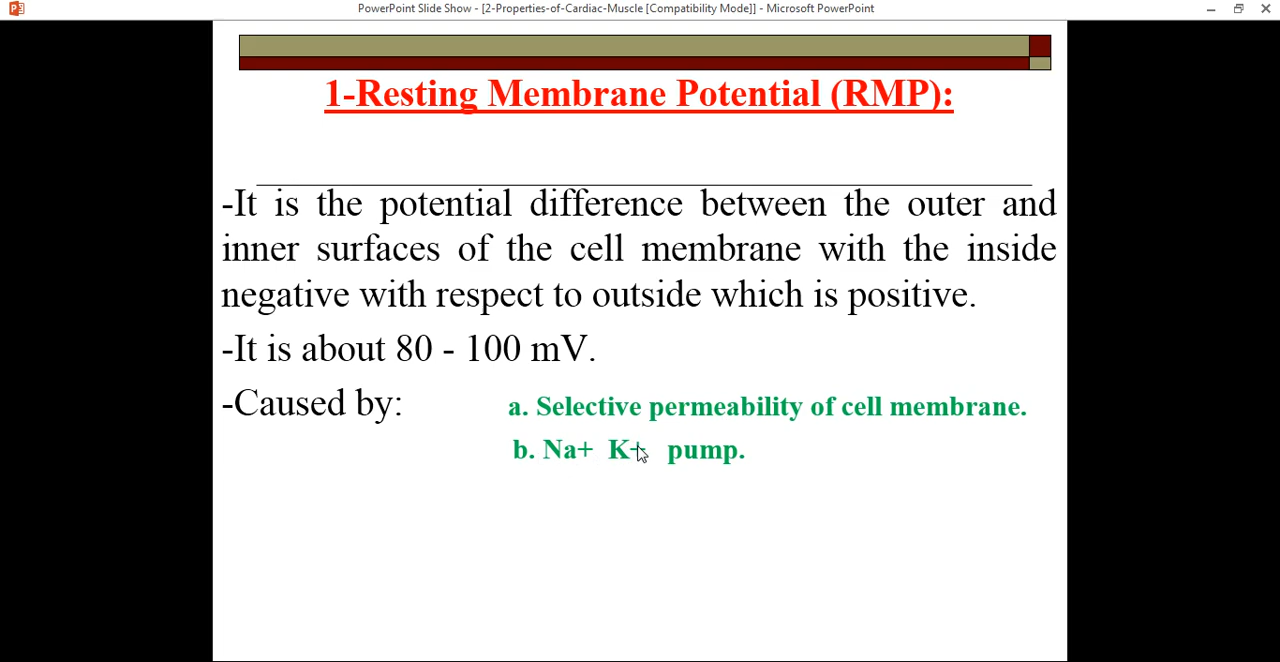 PowerPoint Slide Show - [2-Properties-of-Cardiac-Muscle [Compatibility Mode]] - Microsoft PowerPoint
1-Resting Membrane Potential (RMP):
-It is the potential difference between the outer and
inner surfaces of the cell membrane with the inside
negative with respect to outside which is positive.
-It is about 80 - 100 mV.
-Caused by: a. Selective permeability of cell membrane.
b. Na+ K+ pump.